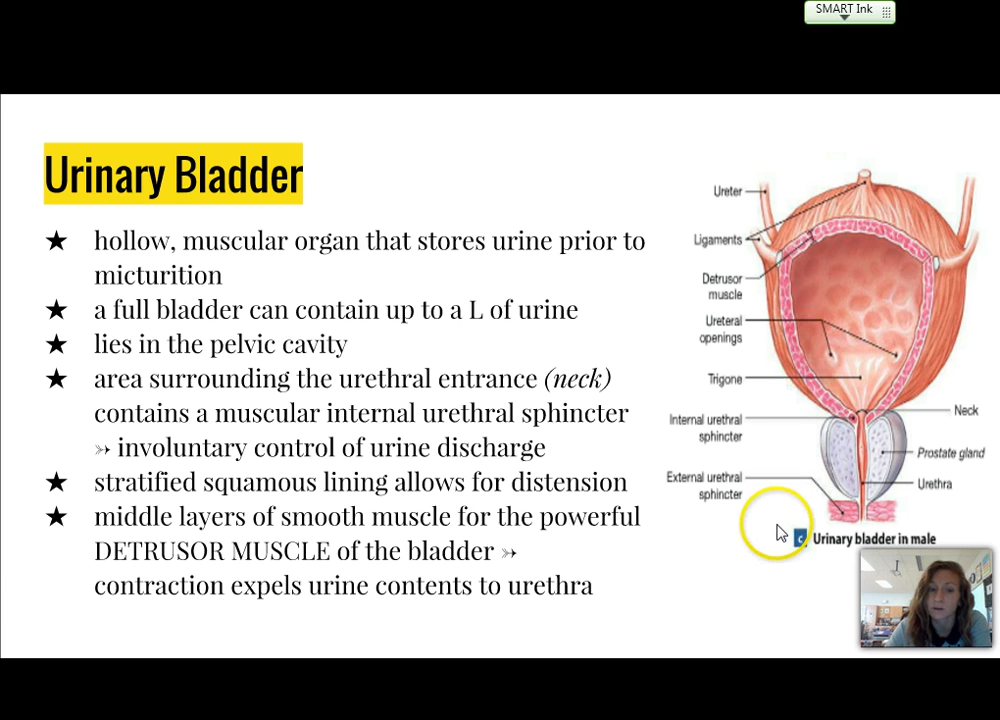 SMART Ink
Urinary Bladder
★ hollow, muscular organ that stores urine prior to
micturition
★ a full bladder can contain up to a L of urine
★ lies in the pelvic cavity
★ area surrounding the urethral entrance (neck)
contains a muscular internal urethral sphincter
➳ involuntary control of urine discharge
★ stratified squamous lining allows for distension
★ middle layers of smooth muscle for the powerful
DETRUSOR MUSCLE of the bladder ➳
contraction expels urine contents to urethra
Ureter
Ligaments
Detrusor
muscle
Ureteral
openings
Trigone
Internal urethral
sphincter
External urethral
sphincter
Neck
Prostate gland
Urethra
c Urinary bladder in male